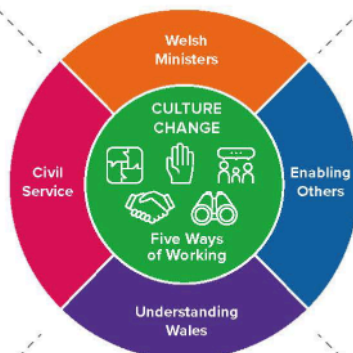 Welsh
Ministers
CULTURE
CHANGE
Civil
Service
Enabling
Others
Five Ways
of Working
Understanding
Wales